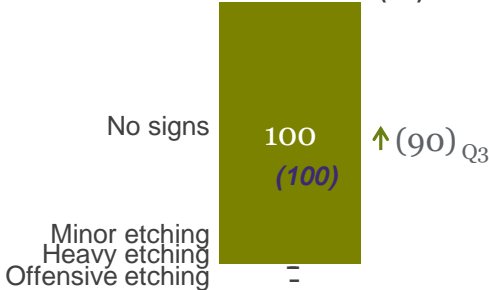 No signs
100
(90) Q3
(100)
Minor etching
Heavy etching
Offensive etching
-
-